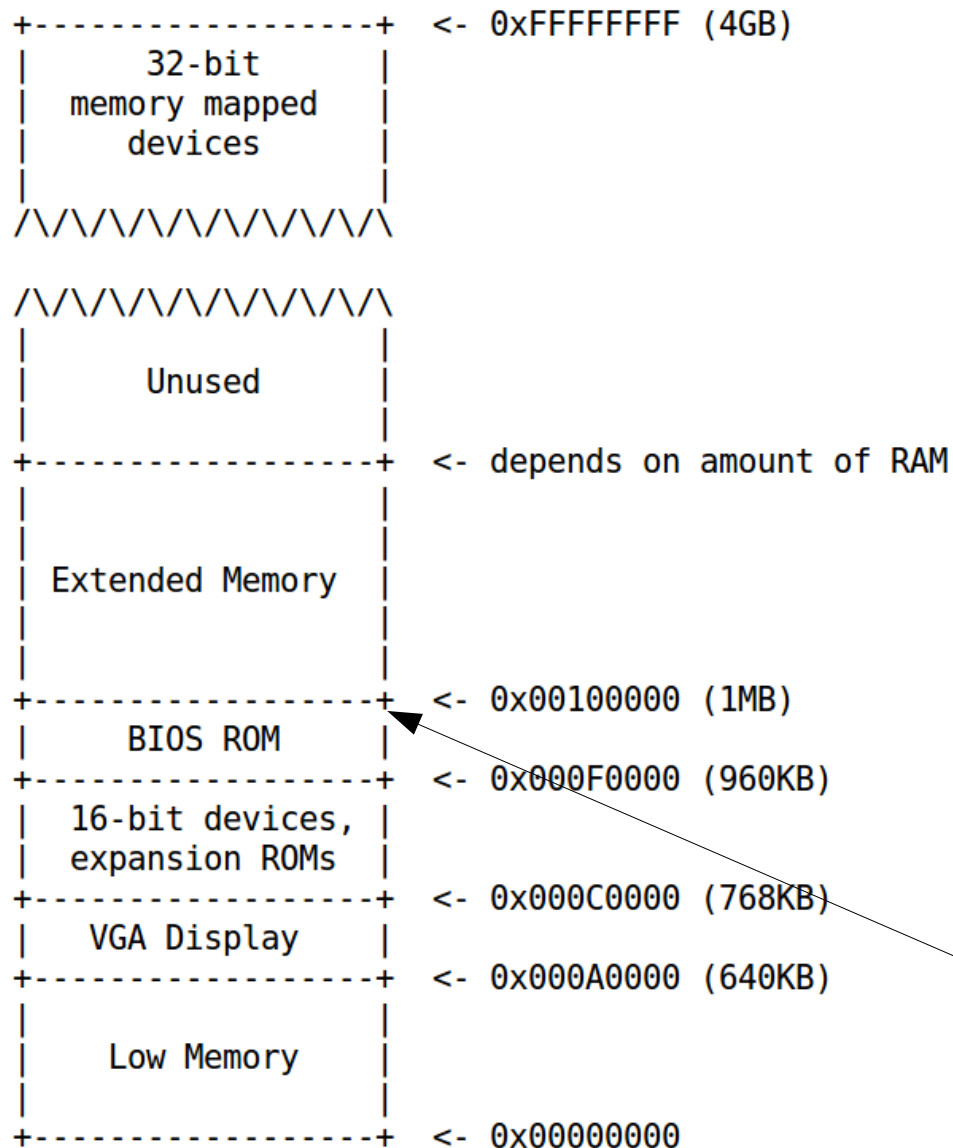 +------------------+  <- 0xFFFFFFFF (4GB)
|      32-bit      |
|  memory mapped   |
|     devices      |
|                  |
/\/\/\/\/\/\/\/\/\/\
/\/\/\/\/\/\/\/\/\/\
|                  |
|      Unused      |
|                  |
+------------------+  <- depends on amount of RAM
|                  |
|                  |
| Extended Memory  |
|                  |
|                  |
+------------------+  <- 0x00100000 (1MB)
|     BIOS ROM     |
+------------------+  <- 0x000F0000 (960KB)
|  16-bit devices, |
|  expansion ROMs  |
+------------------+  <- 0x000C0000 (768KB)
|   VGA Display    |
+------------------+  <- 0x000A0000 (640KB)
|                  |
|    Low Memory    |
|                  |
+------------------+  <- 0x00000000